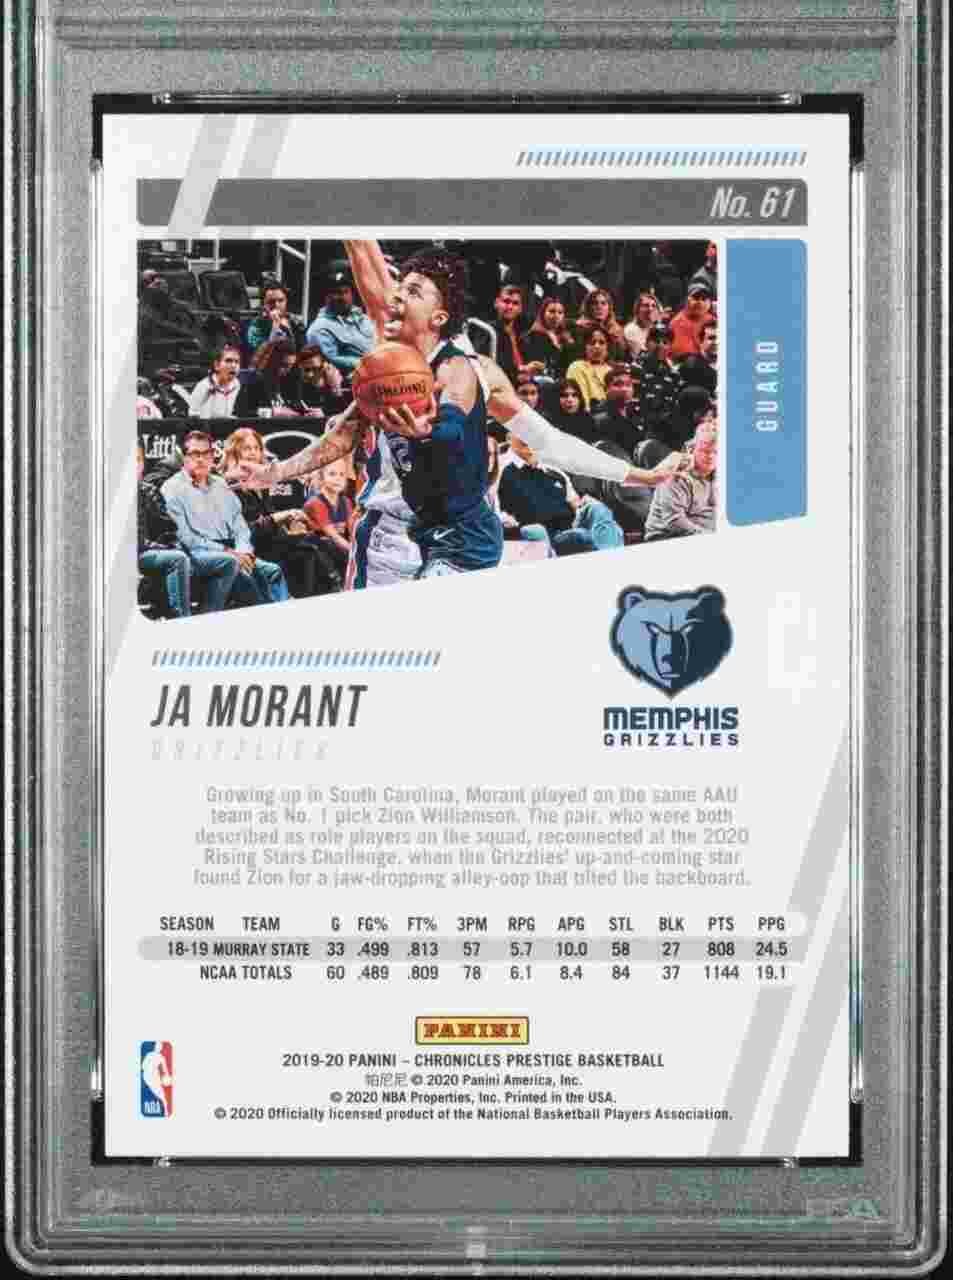 No. 61
GUARD
SPALDING
Little
JA MORANT
GRIZZLIES
MEMPHIS
GRIZZLIES
Growing up in South Carolina, Morant played on the same AAU
team as No. 1 pick Zion Williamson. The pair, who were both
described as role players on the squad, reconnected at the 2020
Rising Stars Challenge, when the Grizzlies' up-and-coming star
found Zion for a jaw-dropping alley-oop that tilted the backboard.
SEASON TEAM G FG% FT% 3PM RPG APG STL BLK PTS PPG
18-19 MURRAY STATE 33 .499 .813 57 5.7 10.0 58 27 808 24.5
NCAA TOTALS 60 .489 .809 78 6.1 8.4 84 37 1144 19.1
PANINI
2019-20 PANINI – CHRONICLES PRESTIGE BASKETBALL
帕尼尼 © 2020 Panini America, Inc.
© 2020 NBA Properties, Inc. Printed in the USA.
© 2020 Officially licensed product of the National Basketball Players Association.
NBA
PSA